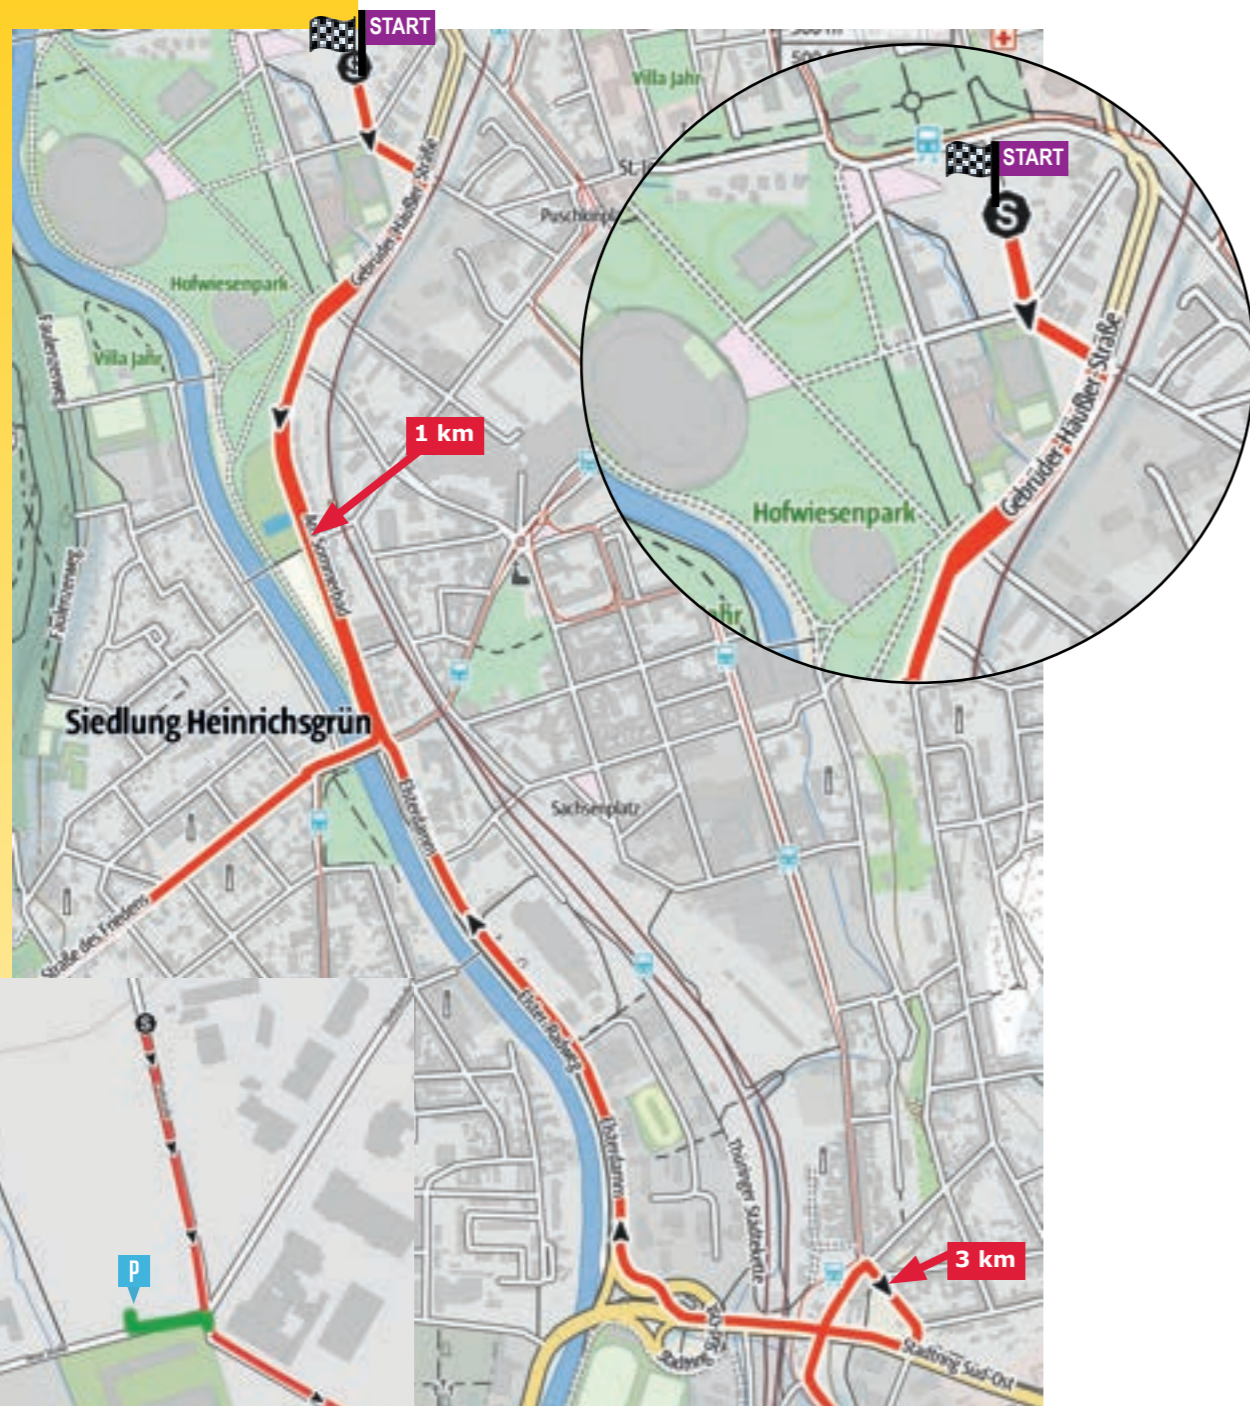 START
Villa Jahr
START
S
S
Gebrüder-Häußler-Straße
Hofwiesenpark
Villa Jahr
1 km
Gebrüder-Häußler-Straße
Hofwiesenpark
Siedlung Heinrichsgrün
Elsterdamm
Sachsenplatz
Straße des Friedens
S
Elster-Radweg
Elsterdamm
Thüringer Städtekette
P
3 km
Stadtring Süd-Ost